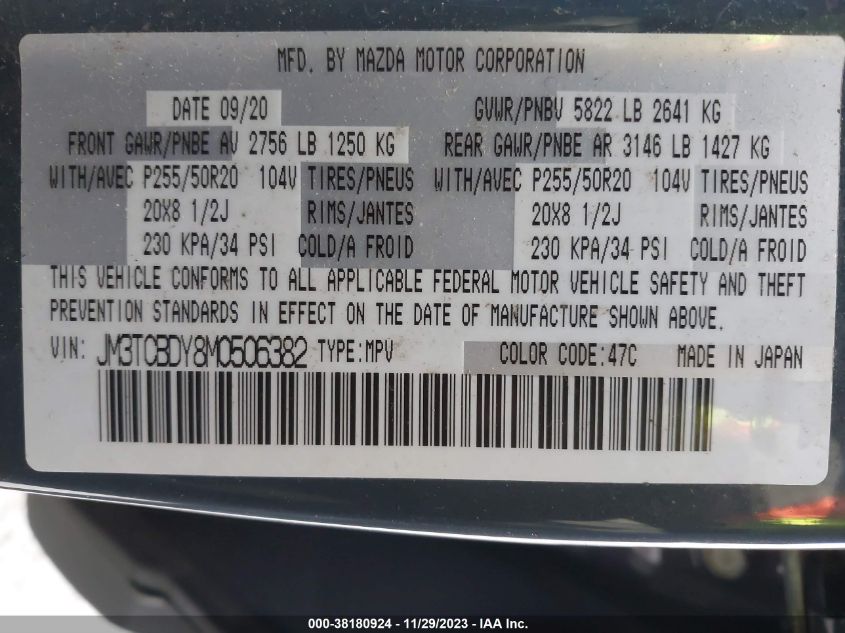 MFD. BY MAZDA MOTOR CORPORATION
DATE 09/20 GVWR/PNBV 5822 LB 2641 KG
FRONT GAWR/PNBE AV 2756 LB 1250 KG REAR GAWR/PNBE AR 3146 LB 1427 KG
WITH/AVEC P255/50R20 104V TIRES/PNEUS WITH/AVEC P255/50R20 104V TIRES/PNEUS
20X8 1/2J RIMS/JANTES 20X8 1/2J RIMS/JANTES
230 KPA/34 PSI COLD/A FROID 230 KPA/34 PSI COLD/A FROID
THIS VEHICLE CONFORMS TO ALL APPLICABLE FEDERAL MOTOR VEHICLE SAFETY AND THEFT
PREVENTION STANDARDS IN EFFECT ON THE DATE OF MANUFACTURE SHOWN ABOVE.
VIN: JM3TCBDY8M0506382 TYPE:MPV COLOR CODE:47C MADE IN JAPAN
000-38180924 - 11/29/2023 - IAA Inc.